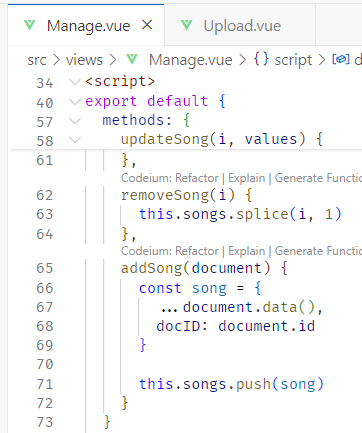 Manage.vue × Upload.vue
src > views > Manage.vue > {} script > d
34 <script>
40 export default {
57 methods: {
58 updateSong(i, values) {
61 },
Codeium: Refactor | Explain | Generate Functio
62 removeSong(i) {
63 this.songs.splice(i, 1)
64 },
Codeium: Refactor | Explain | Generate Functio
65 addSong(document) {
66 const song = {
67 ...document.data(),
68 docID: document.id
69 }
70
71 this.songs.push(song)
72 }
73 }